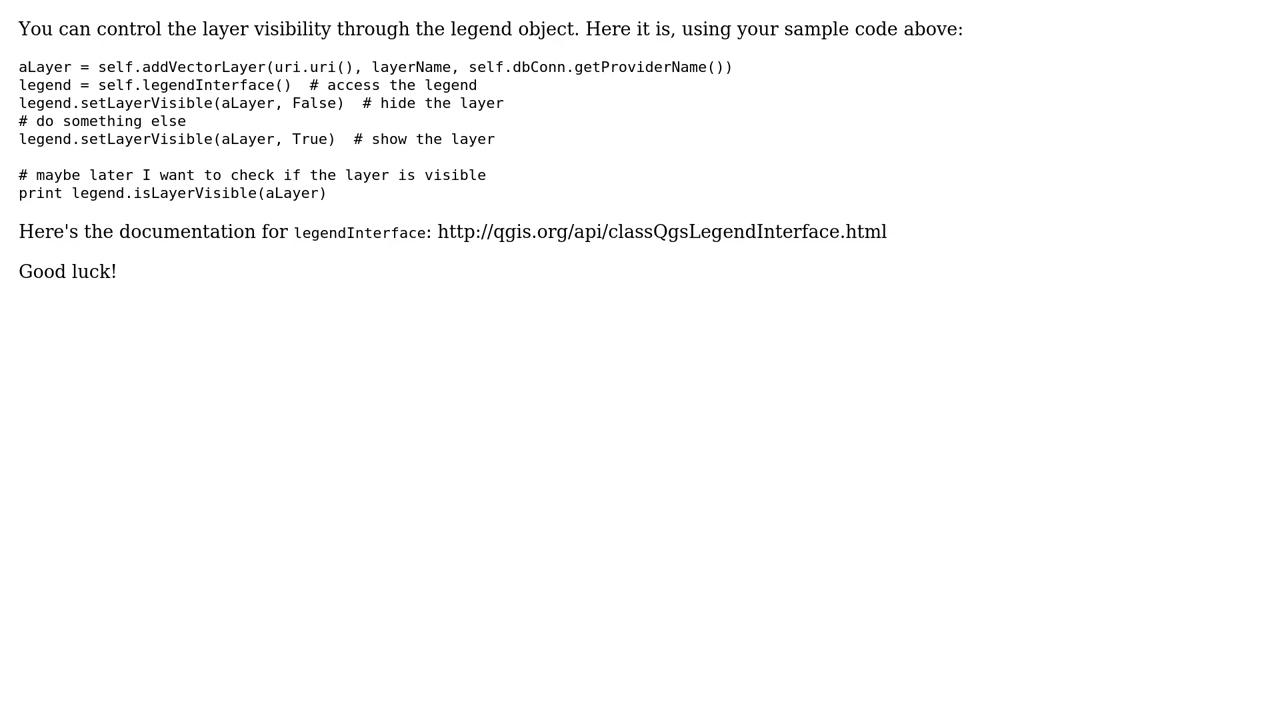 You can control the layer visibility through the legend object. Here it is, using your sample code above:
aLayer = self.addVectorLayer(uri.uri(), layerName, self.dbConn.getProviderName())
legend = self.legendInterface()  # access the legend
legend.setLayerVisible(aLayer, False)  # hide the layer
# do something else
legend.setLayerVisible(aLayer, True)  # show the layer
# maybe later I want to check if the layer is visible
print legend.isLayerVisible(aLayer)
Here's the documentation for legendInterface: http://qgis.org/api/classQgsLegendInterface.html
Good luck!